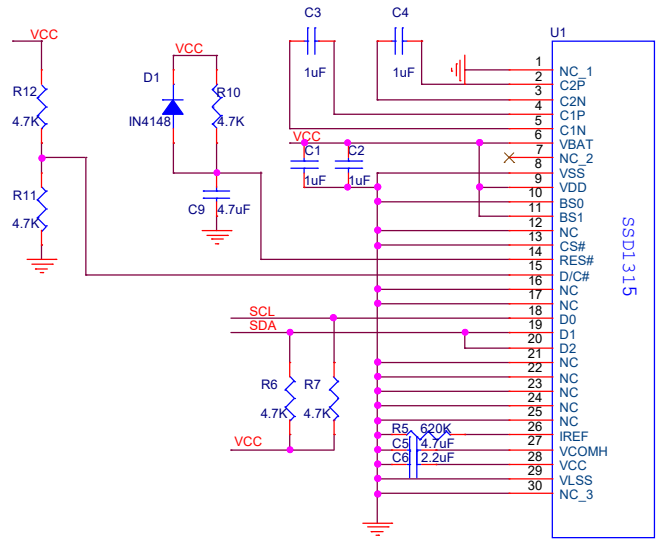 C3
C4
U1
VCC
VCC
D1
R12
R10
4.7K
IN4148
4.7K
1uF
1uF
VCC
C1
C2
1uF
1uF
R11
4.7K
C9
4.7uF
SCL
SDA
R6
R7
4.7K
4.7K
VCC
R5
620K
C5
4.7uF
C6
2.2uF
1 NC_1
2 C2P
3 C2N
4 C1P
5 C1N
6 VBAT
7 NC_2
8 VSS
9 VDD
10 BS0
11 BS1
12 NC
13 CS#
14 RES#
15 D/C#
16 NC
17 NC
18 D0
19 D1
20 D2
21 NC
22 NC
23 NC
24 NC
25 NC
26 IREF
27 VCOMH
28 VCC
29 VLSS
30 NC_3
SSD1315